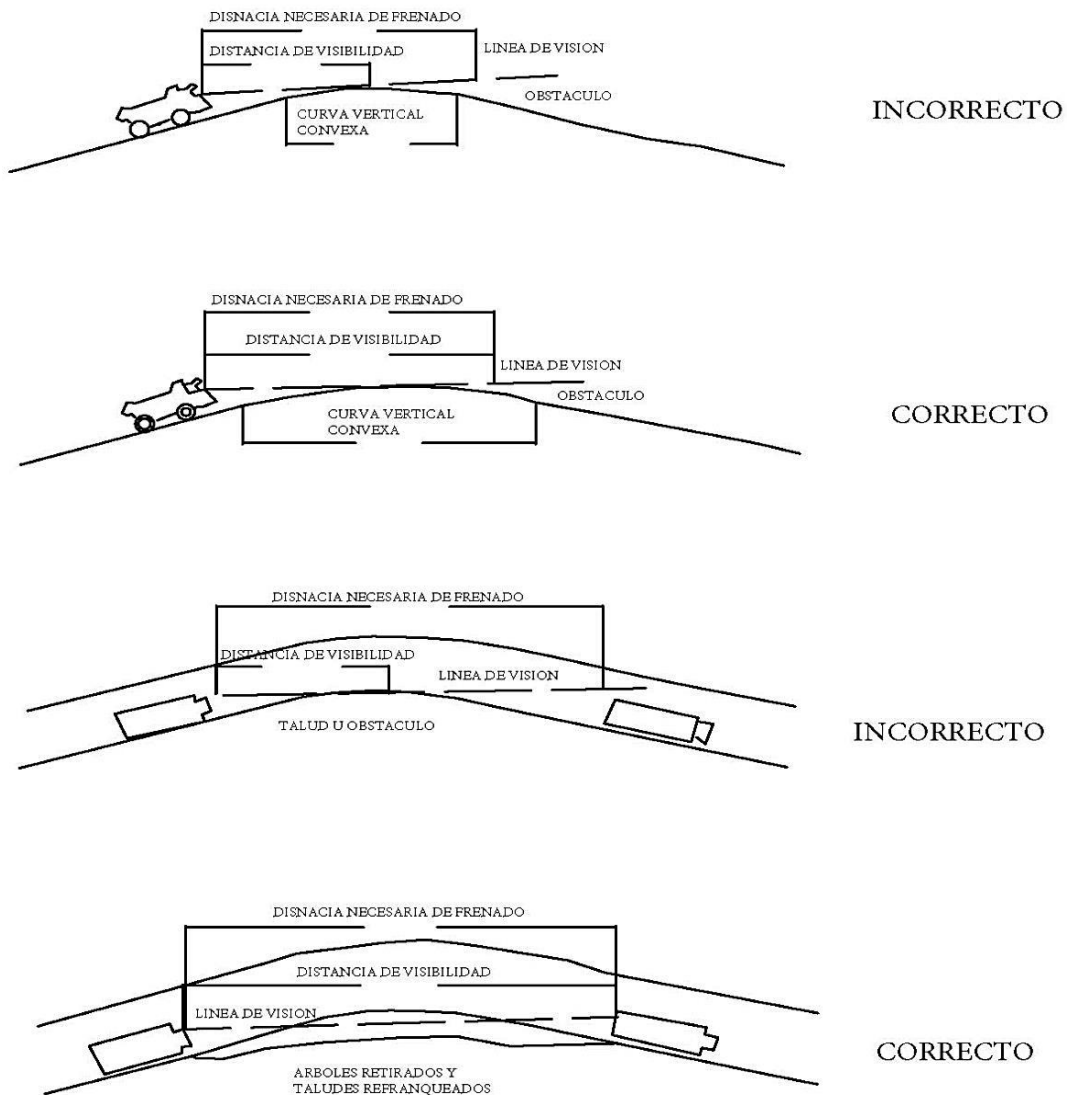 DISNACIA NECESARIA DE FRENADO
DISTANCIA DE VISIBILIDAD
LINEA DE VISION
OBSTACULO
CURVA VERTICAL
CONVEXA
INCORRECTO
DISNACIA NECESARIA DE FRENADO
DISTANCIA DE VISIBILIDAD
LINEA DE VISION
OBSTACULO
CURVA VERTICAL
CONVEXA
CORRECTO
DISNACIA NECESARIA DE FRENADO
DISTANCIA DE VISIBILIDAD
LINEA DE VISION
TALUD U OBSTACULO
INCORRECTO
DISNACIA NECESARIA DE FRENADO
DISTANCIA DE VISIBILIDAD
LINEA DE VISION
ARBOLES RETIRADOS Y
TALUDES REFRANQUEADOS
CORRECTO